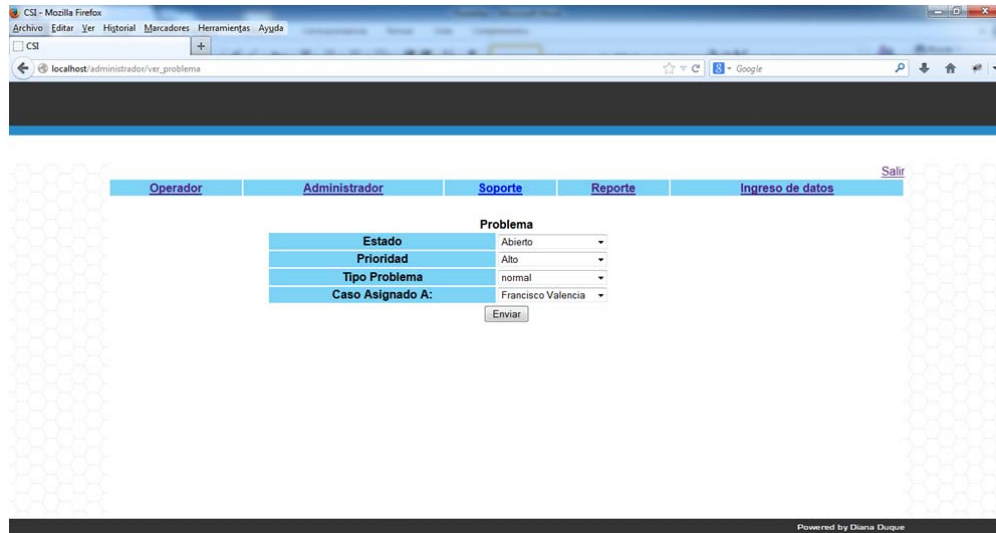 CSI - Mozilla Firefox
Archivo Editar Ver Historial Marcadores Herramientas Ayuda
CSI +
localhost/administrador/ver_problema
8 - Google
Salir
Operador Administrador Soporte Reporte Ingreso de datos
Problema
Estado Abierto
Prioridad Alto
Tipo Problema normal
Caso Asignado A: Francisco Valencia
Enviar
Powered by Diana Duque